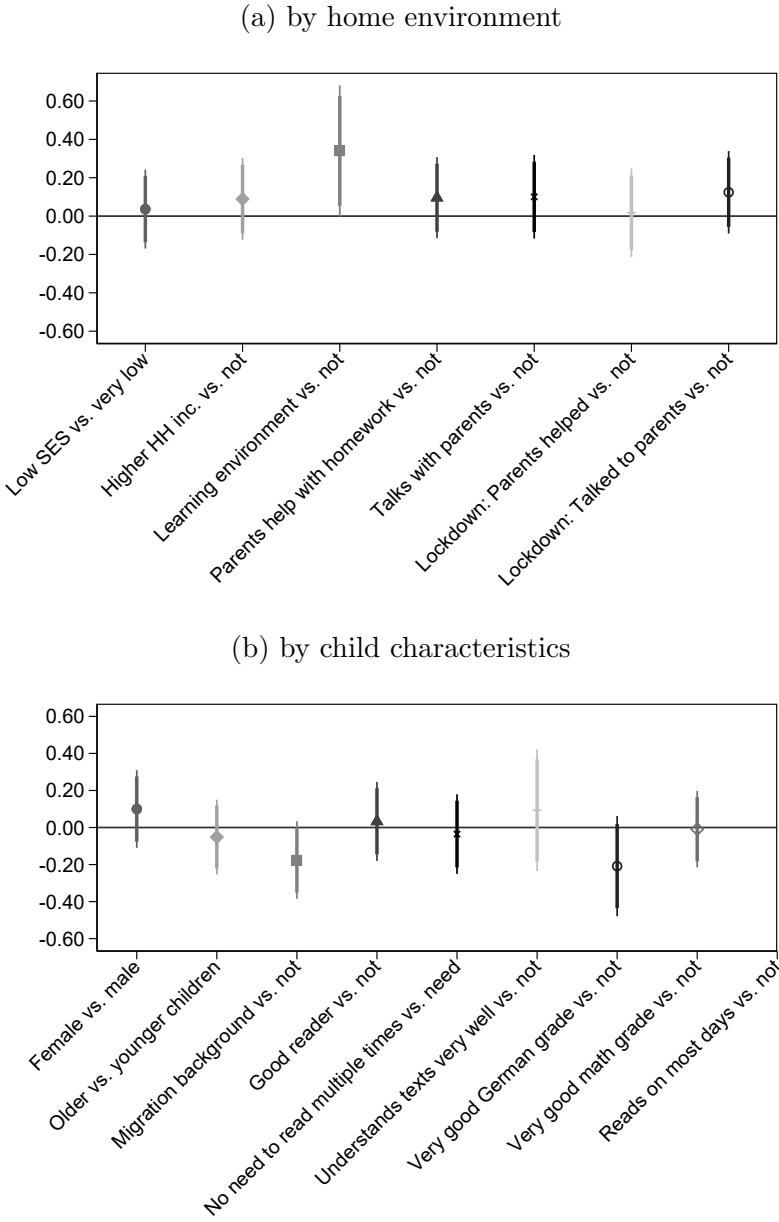 (a) by home environment
0.60
0.40
0.20
0.00
-0.20
-0.40
-0.60
Low SES vs. very low
Higher HH inc. vs. not
Learning environment vs. not
Parents help with homework vs. not
Talks with parents vs. not
Lockdown: Parents helped vs. not
Lockdown: Talked to parents vs. not
(b) by child characteristics
0.60
0.40
0.20
0.00
-0.20
-0.40
-0.60
Female vs. male
Older vs. younger children
Migration background vs. not
Good reader vs. not
No need to read multiple times vs. need
Understands texts very well vs. not
Very good German grade vs. not
Very good math grade vs. not
Reads on most days vs. not